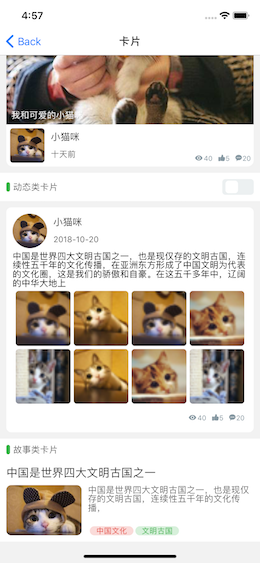 4:57
Back
卡片
我和可爱的小猫咪
小猫咪
十天前
40 5 20
动态类卡片
小猫咪
2018-10-20
中国是世界四大文明古国之一，也是现仅存的文明古国，连
续性五千年的文化传播，在亚洲东方形成了中国文明为代表
的文化圈，这是我们的骄傲和自豪。在这五千多年中，辽阔
的中华大地上
40 5 20
故事类卡片
中国是世界四大文明古国之一
中国是世界四大文明古国之一，也是现仅
存的文明古国，连续性五千年的文化传
播，
中国文化 文明古国